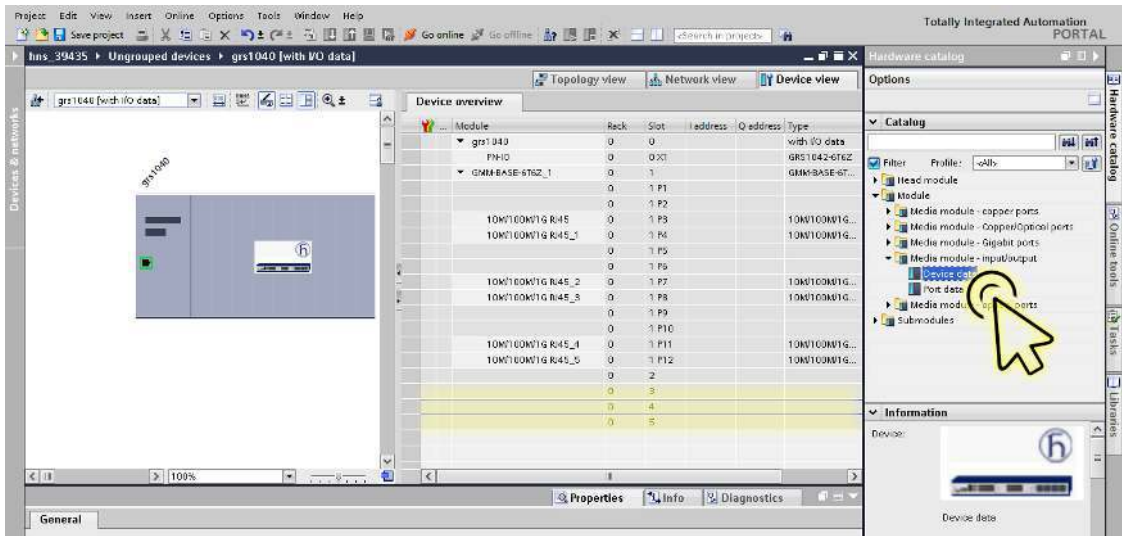 Project Edit View Insert Online Options Tools Window Help
Totally Integrated Automation
PORTAL
Save project Go online Go offline <Search in project>
hns_39435 Ungrouped devices grs1040 [with I/O data]
Hardware catalog
Topology view Network view Device view
Options
grs1040 [with I/O data]
Device overview
Catalog
... Module Rack Slot I address Q address Type
grs1040 0 0 with I/O data
PN-IO 0 0 X1 GRS1042-6T6Z
GMM-BASE-6T6Z_1 0 1 GMM-BASE-6T...
0 1 P1
0 1 P2
10M/100M/1G RJ45 0 1 P3 10M/100M/1G...
10M/100M/1G RJ45_1 0 1 P4 10M/100M/1G...
0 1 P5
0 1 P6
10M/100M/1G RJ45_2 0 1 P7 10M/100M/1G...
10M/100M/1G RJ45_3 0 1 P8 10M/100M/1G...
0 1 P9
0 1 P10
10M/100M/1G RJ45_4 0 1 P11 10M/100M/1G...
10M/100M/1G RJ45_5 0 1 P12 10M/100M/1G...
0 2
0 3
0 4
0 5
grs1040
Filter Profile: <All>
Head module
Module
Media module - copper ports
Media module - Copper/Optical ports
Media module - Gigabit ports
Media module - input/output
Device data
Port data
Media module - ports
Submodules
Information
Device:
Device data
100%
Properties Info Diagnostics
General
Devices & networks
Hardware catalog
Online tools
Tasks
Libraries